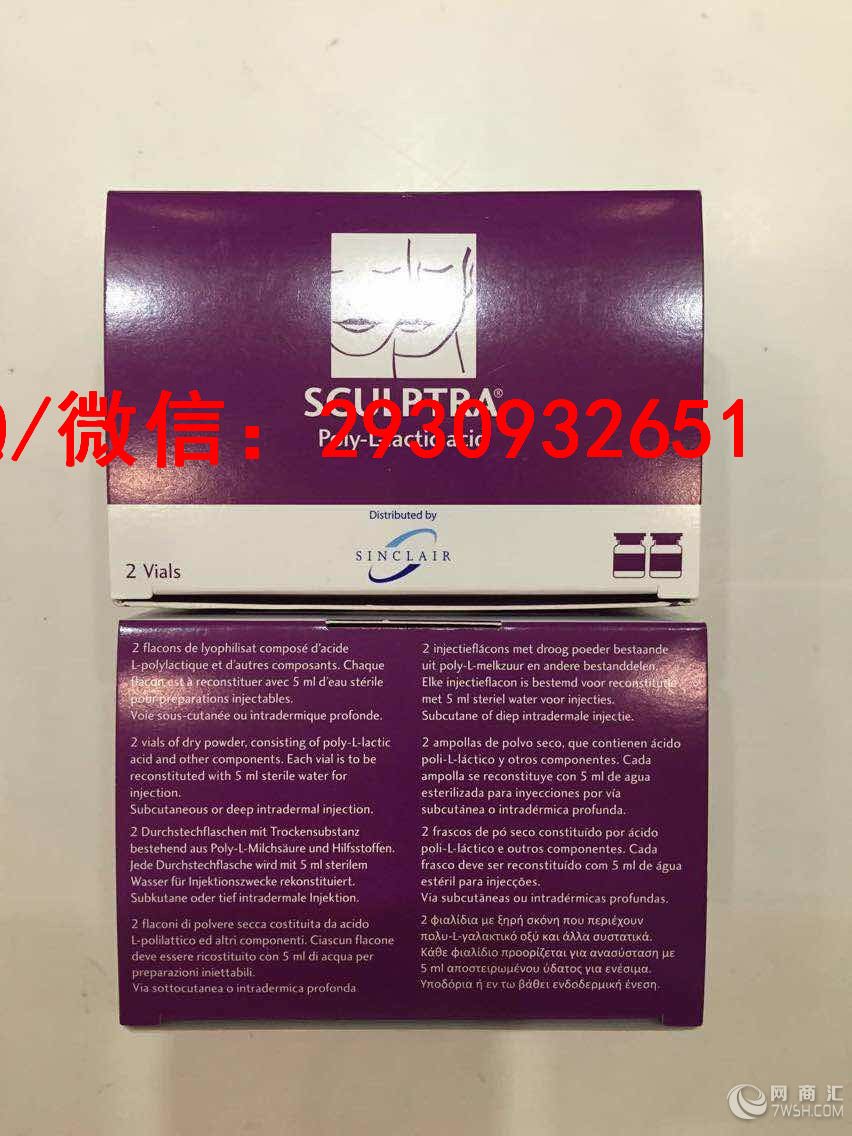 SCULPTRA®
Poly-L-lactic acid
Q/微信：2930932651
Distributed by
SINCLAIR
2 Vials
2 flacons de lyophilisat composé d'acide
L-polylactique et d'autres composants. Chaque
flacon est à reconstituer avec 5 ml d'eau stérile
pour preparations injectables.
Voie sous-cutanée ou intradermique profonde.
2 vials of dry powder, consisting of poly-L-lactic
acid and other components. Each vial is to be
reconstituted with 5 ml sterile water for
injection.
Subcutaneous or deep intradermal injection.
2 Durchstechflaschen mit Trockensubstanz
bestehend aus Poly-L-Milchsäure und Hilfsstoffen.
Jede Durchstechflasche wird mit 5 ml sterilem
Wasser für Injektionszwecke rekonstituiert.
Subkutane oder tief intradermale Injektion.
2 flaconi di polvere secca costituita da acido
L-polilattico ed altri componenti. Ciascun flacone
deve essere ricostituito con 5 ml di acqua per
preparazioni iniettabili.
Via sottocutanea o intradermica profonda
2 injectieflácons met droog poeder bestaande
uit poly-L-melkzuur en andere bestanddelen.
Elke injectieflacon is bestemd voor reconstitutie
met 5 ml steriel water voor injecties.
Subcutane of diep intradermale injectie.
2 ampollas de polvo seco, que contienen ácido
poli-L-láctico y otros componentes. Cada
ampolla se reconstituye con 5 ml de agua
esterilizada para inyecciones por vía
subcutánea o intradérmica profunda.
2 frascos de pó seco constituído por ácido
poli-L-láctico e outros componentes. Cada
frasco deve ser reconstituído com 5 ml de água
estéril para injecções.
Via subcutâneas ou intradérmicas profundas.
2 φιαλίδια με ξηρή σκόνη που περιέχουν
πολυ-L-γαλακτικό οξύ και άλλα συστατικά.
Κάθε φιαλίδιο προορίζεται για ανασύσταση με
5 ml αποστειρωμένου ύδατος για ενέσιμα.
Υποδόρια ή εν τω βάθει ενδοδερμική ένεση.
网商汇
7WSH.COM